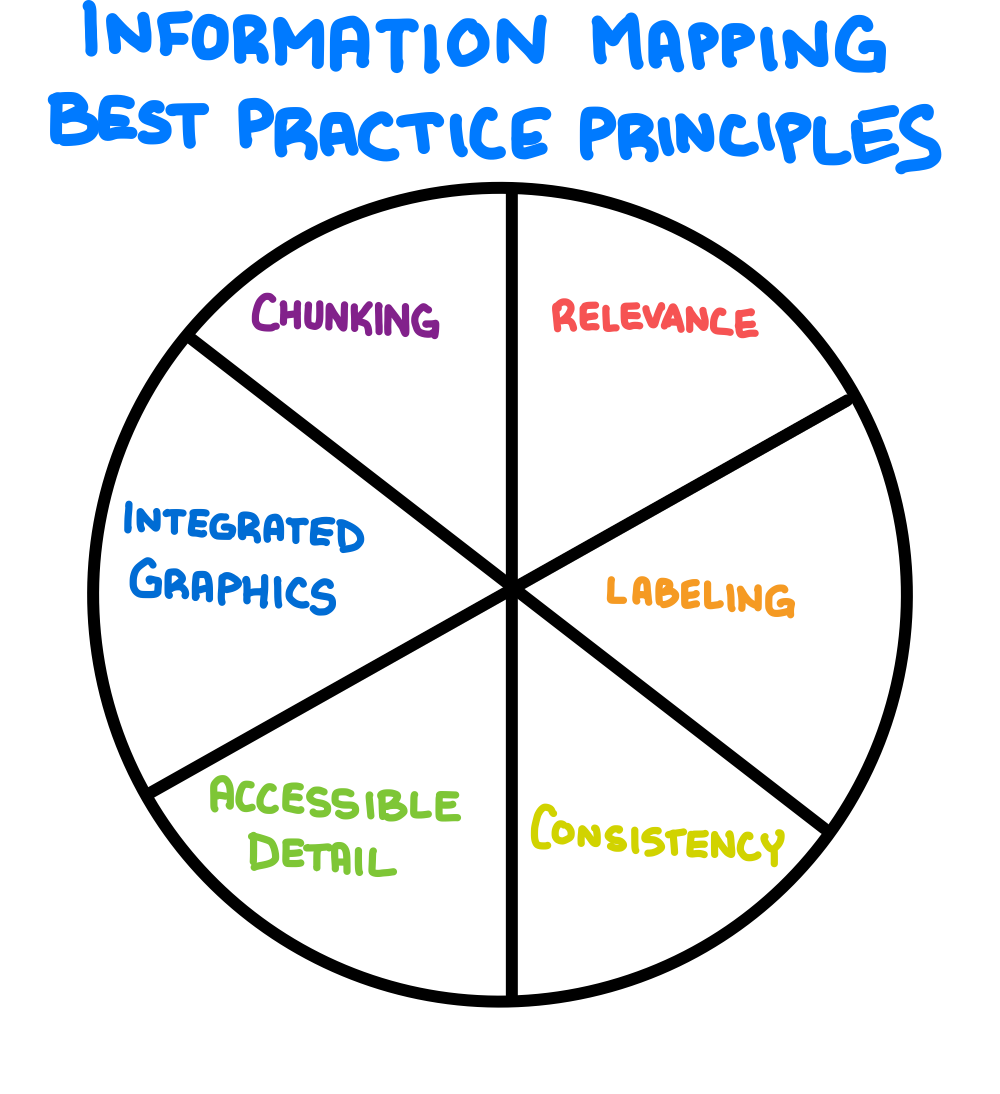 INFORMATION MAPPING
BEST PRACTICE PRINCIPLES
CHUNKING
RELEVANCE
INTEGRATED
GRAPHICS
LABELING
ACCESSIBLE
DETAIL
CONSISTENCY